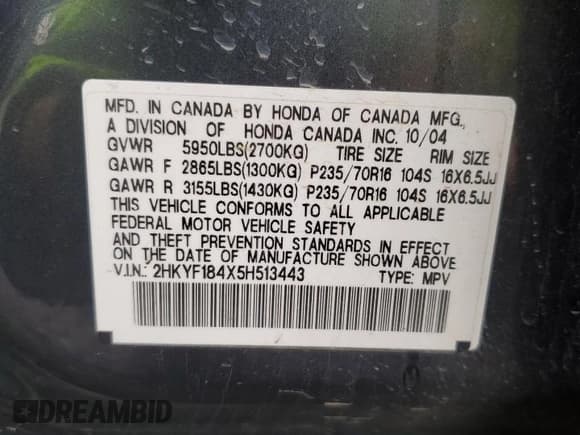 MFD. IN CANADA BY HONDA OF CANADA MFG.,
A DIVISION OF HONDA CANADA INC. 10/04
GVWR 5950LBS(2700KG) TIRE SIZE RIM SIZE
GAWR F 2865LBS(1300KG) P235/70R16 104S 16X6.5JJ
GAWR R 3155LBS(1430KG) P235/70R16 104S 16X6.5JJ
THIS VEHICLE CONFORMS TO ALL APPLICABLE
FEDERAL MOTOR VEHICLE SAFETY
AND THEFT PREVENTION STANDARDS IN EFFECT
ON THE DATE OF MANUFACTURE SHOWN ABOVE.
V.I.N.: 2HKYF184X5H513443 TYPE: MPV
DREAMBID